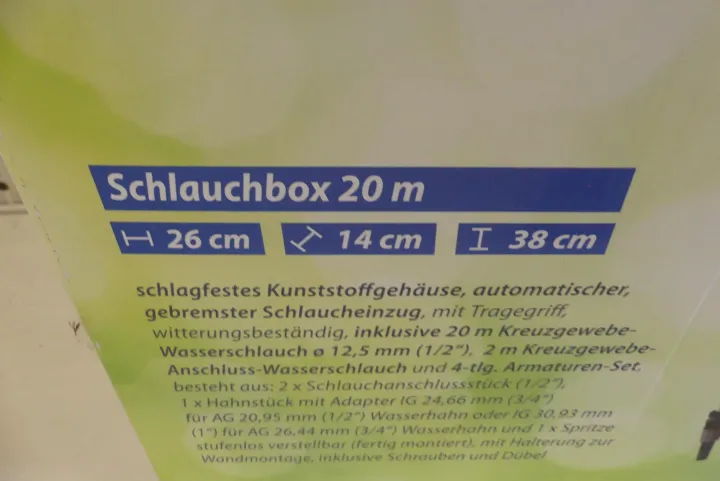 Schlauchbox 20 m
26 cm 14 cm 38 cm
schlagfestes Kunststoffgehäuse, automatischer,
gebremster Schlaucheinzug, mit Tragegriff,
witterungsbeständig, inklusive 20 m Kreuzgewebe-
Wasserschlauch ø 12,5 mm (1/2"), 2 m Kreuzgewebe-
Anschluss-Wasserschlauch und 4-tlg. Armaturen-Set,
besteht aus: 2 x Schlauchanschlussstück (1/2"),
1 x Hahnstück mit Adapter IG 24,66 mm (3/4")
für AG 20,95 mm (1/2") Wasserhahn oder IG 30,93 mm
(1") für AG 26,44 mm (3/4") Wasserhahn und 1 x Spritze
stufenlos verstellbar (fertig montiert), mit Halterung zur
Wandmontage, inklusive Schrauben und Dübel